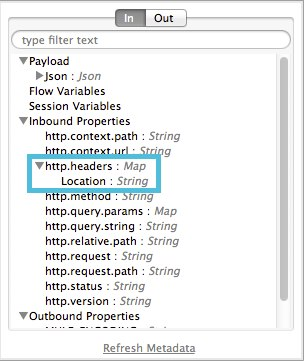 In Out
type filter text
Payload
Json : Json
Flow Variables
Session Variables
Inbound Properties
http.context.path : String
http.context.url : String
http.headers : Map
Location : String
http.method : String
http.query.params : Map
http.query.string : String
http.relative.path : String
http.request : String
http.request.path : String
http.status : String
http.version : String
Outbound Properties
Refresh Metadata